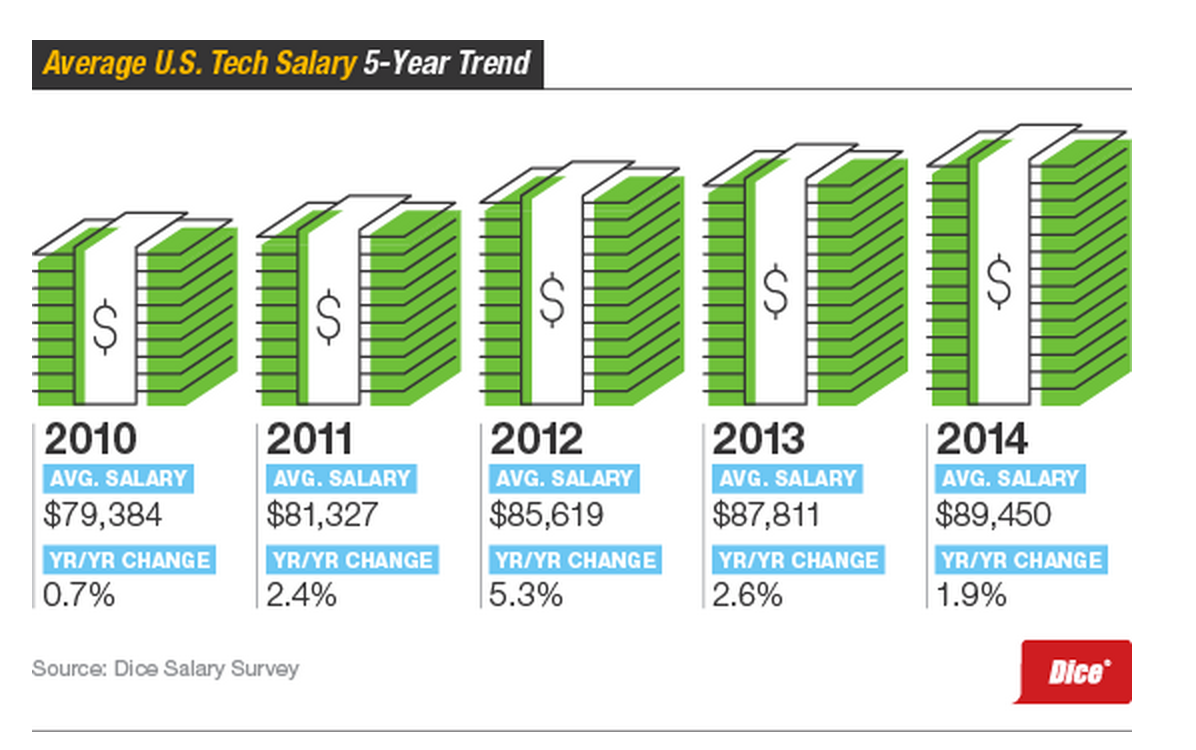 Average U.S. Tech Salary 5-Year Trend
$ $ $ $ $
2010 2011 2012 2013 2014
AVG. SALARY AVG. SALARY AVG. SALARY AVG. SALARY AVG. SALARY
$79,384 $81,327 $85,619 $87,811 $89,450
YR/YR CHANGE YR/YR CHANGE YR/YR CHANGE YR/YR CHANGE YR/YR CHANGE
0.7% 2.4% 5.3% 2.6% 1.9%
Source: Dice Salary Survey
Dice®